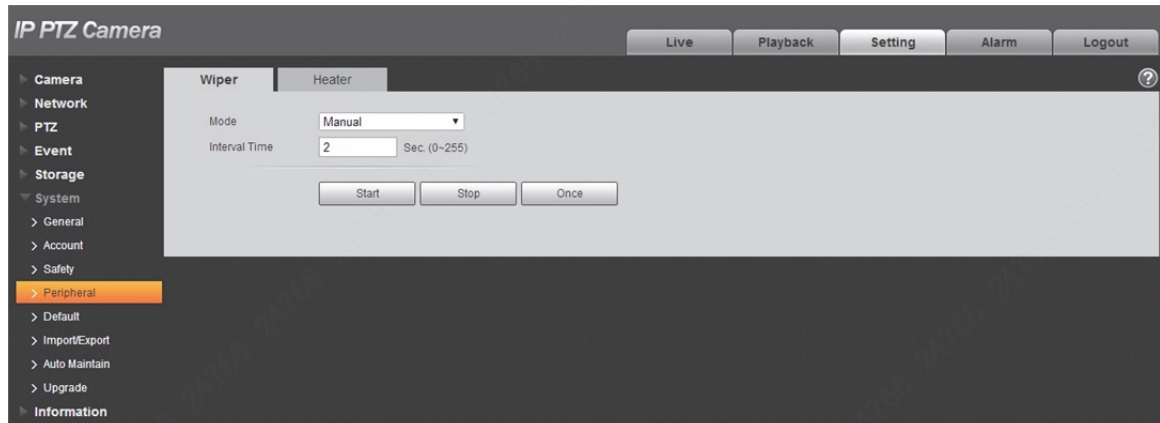 IP PTZ Camera
Live
Playback
Setting
Alarm
Logout
Camera
Network
PTZ
Event
Storage
System
General
Account
Safety
Peripheral
Default
Import/Export
Auto Maintain
Upgrade
Information
Wiper
Heater
?
Mode
Manual
Interval Time
2
Sec. (0~255)
Start
Stop
Once